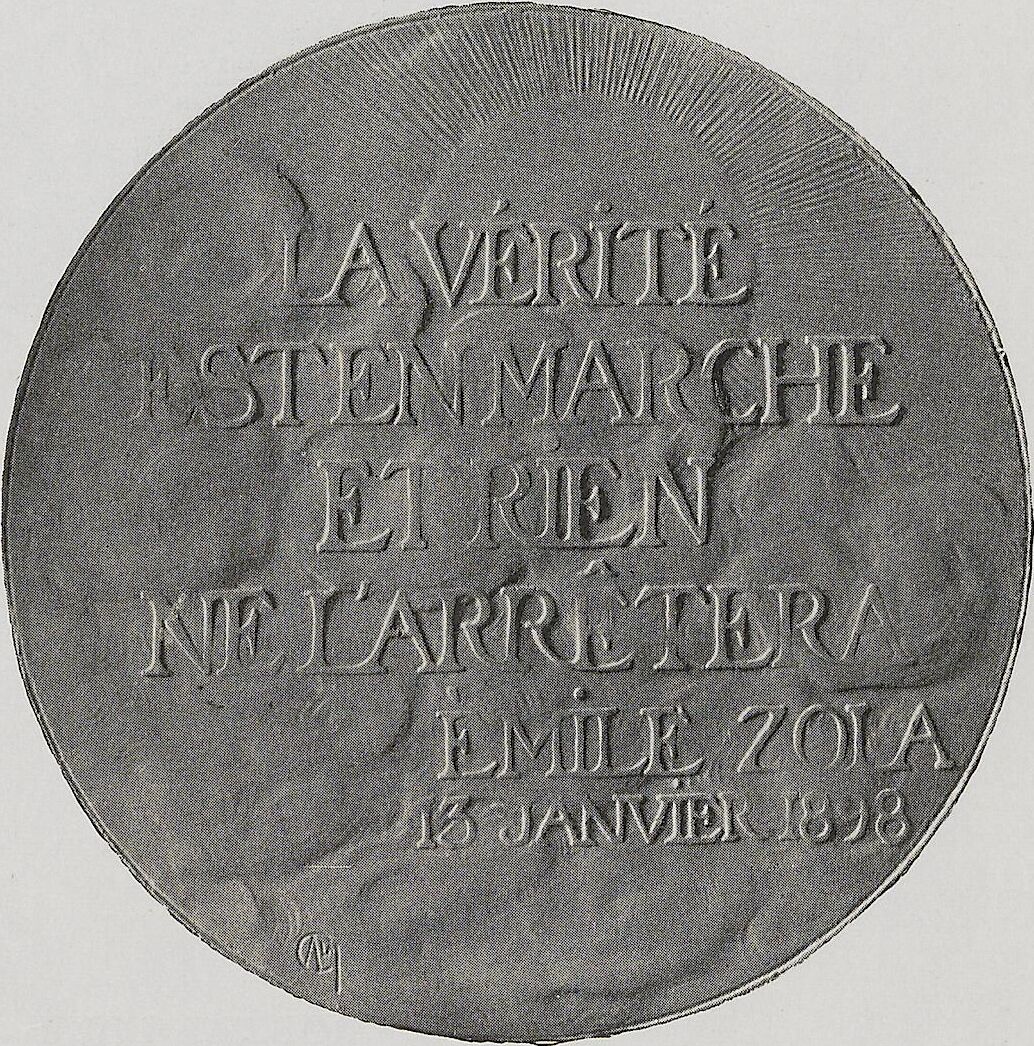 LA VÉRITÉ
EST EN MARCHE
ET RIEN
NE L'ARRÊTERA
ÉMILE ZOLA
13 JANVIER 1898